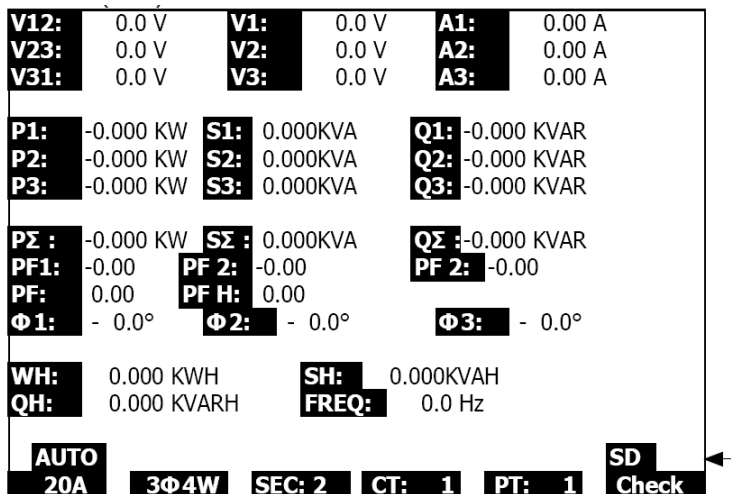 V12: 0.0 V V1: 0.0 V A1: 0.00 A
V23: 0.0 V V2: 0.0 V A2: 0.00 A
V31: 0.0 V V3: 0.0 V A3: 0.00 A
P1: -0.000 KW S1: 0.000KVA Q1: -0.000 KVAR
P2: -0.000 KW S2: 0.000KVA Q2: -0.000 KVAR
P3: -0.000 KW S3: 0.000KVA Q3: -0.000 KVAR
PΣ : -0.000 KW SΣ : 0.000KVA QΣ :-0.000 KVAR
PF1: -0.00 PF 2: -0.00 PF 2: -0.00
PF: 0.00 PF H: 0.00
Φ1: - 0.0° Φ2: - 0.0° Φ3: - 0.0°
WH: 0.000 KWH SH: 0.000KVAH
QH: 0.000 KVARH FREQ: 0.0 Hz
AUTO SD
20A 3Φ4W SEC: 2 CT: 1 PT: 1 Check